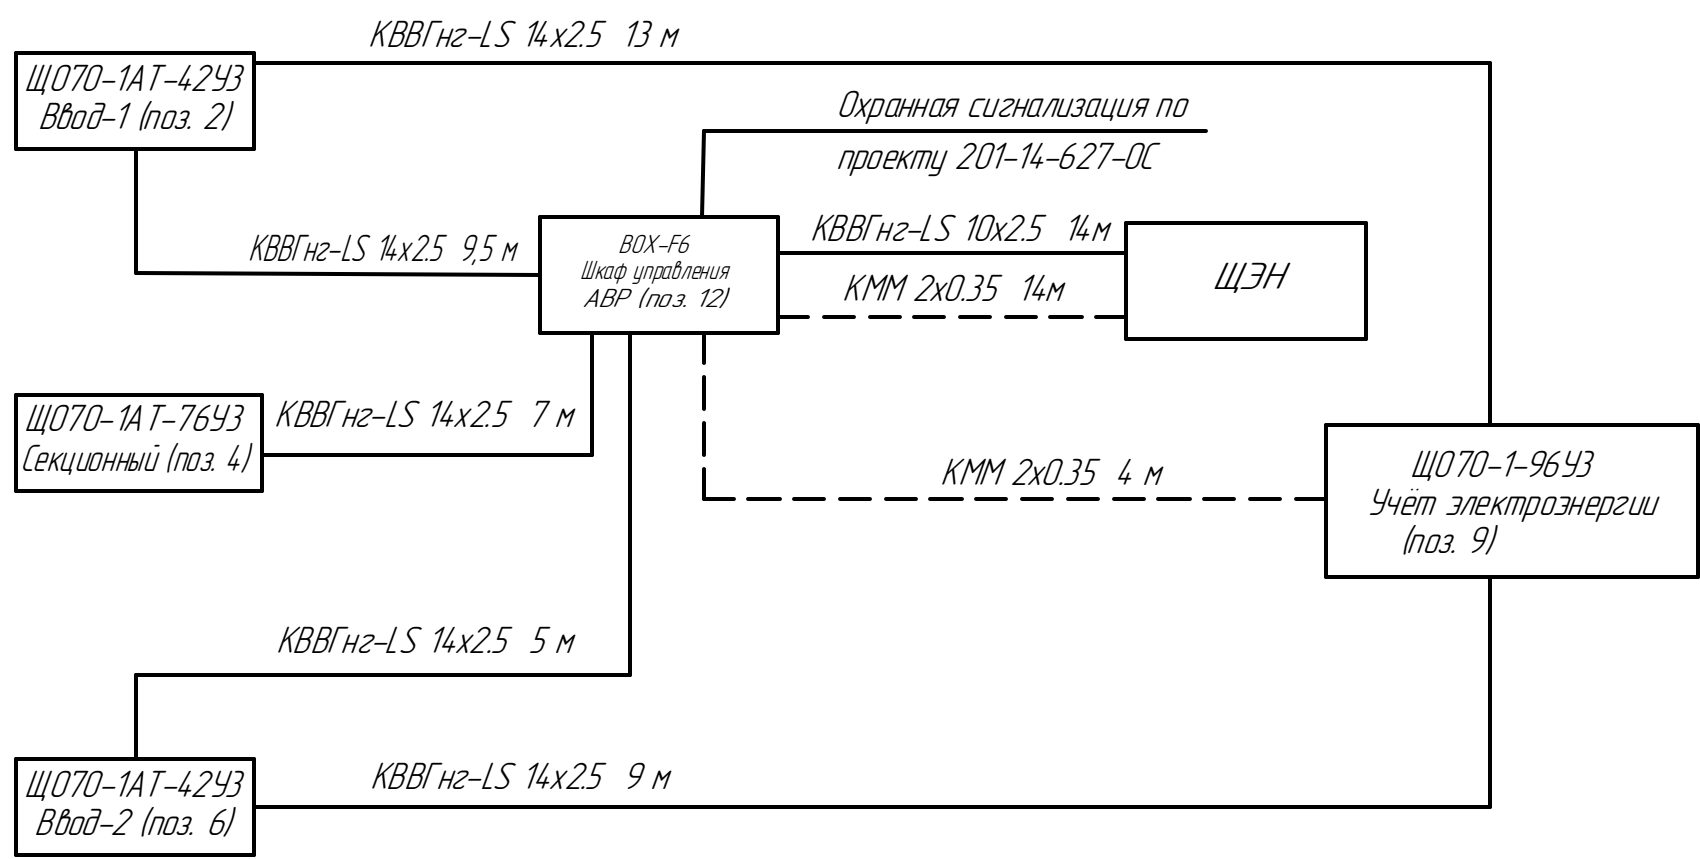 КВВГнг-LS 14х2.5 13 м
ЩО70-1АТ-42У3
Ввод-1 (поз. 2)
Охранная сигнализация по
проекту 201-14-627-ОС
КВВГнг-LS 14х2.5 9,5 м
BOX-F6
Шкаф управления
АВР (поз. 12)
КВВГнг-LS 10х2.5 14м
КММ 2х0.35 14м
ЩЭН
ЩО70-1АТ-76У3
Секционный (поз. 4)
КВВГнг-LS 14х2.5 7 м
КММ 2х0.35 4 м
ЩО70-1-96У3
Учёт электроэнергии
(поз. 9)
КВВГнг-LS 14х2.5 5 м
ЩО70-1АТ-42У3
Ввод-2 (поз. 6)
КВВГнг-LS 14х2.5 9 м